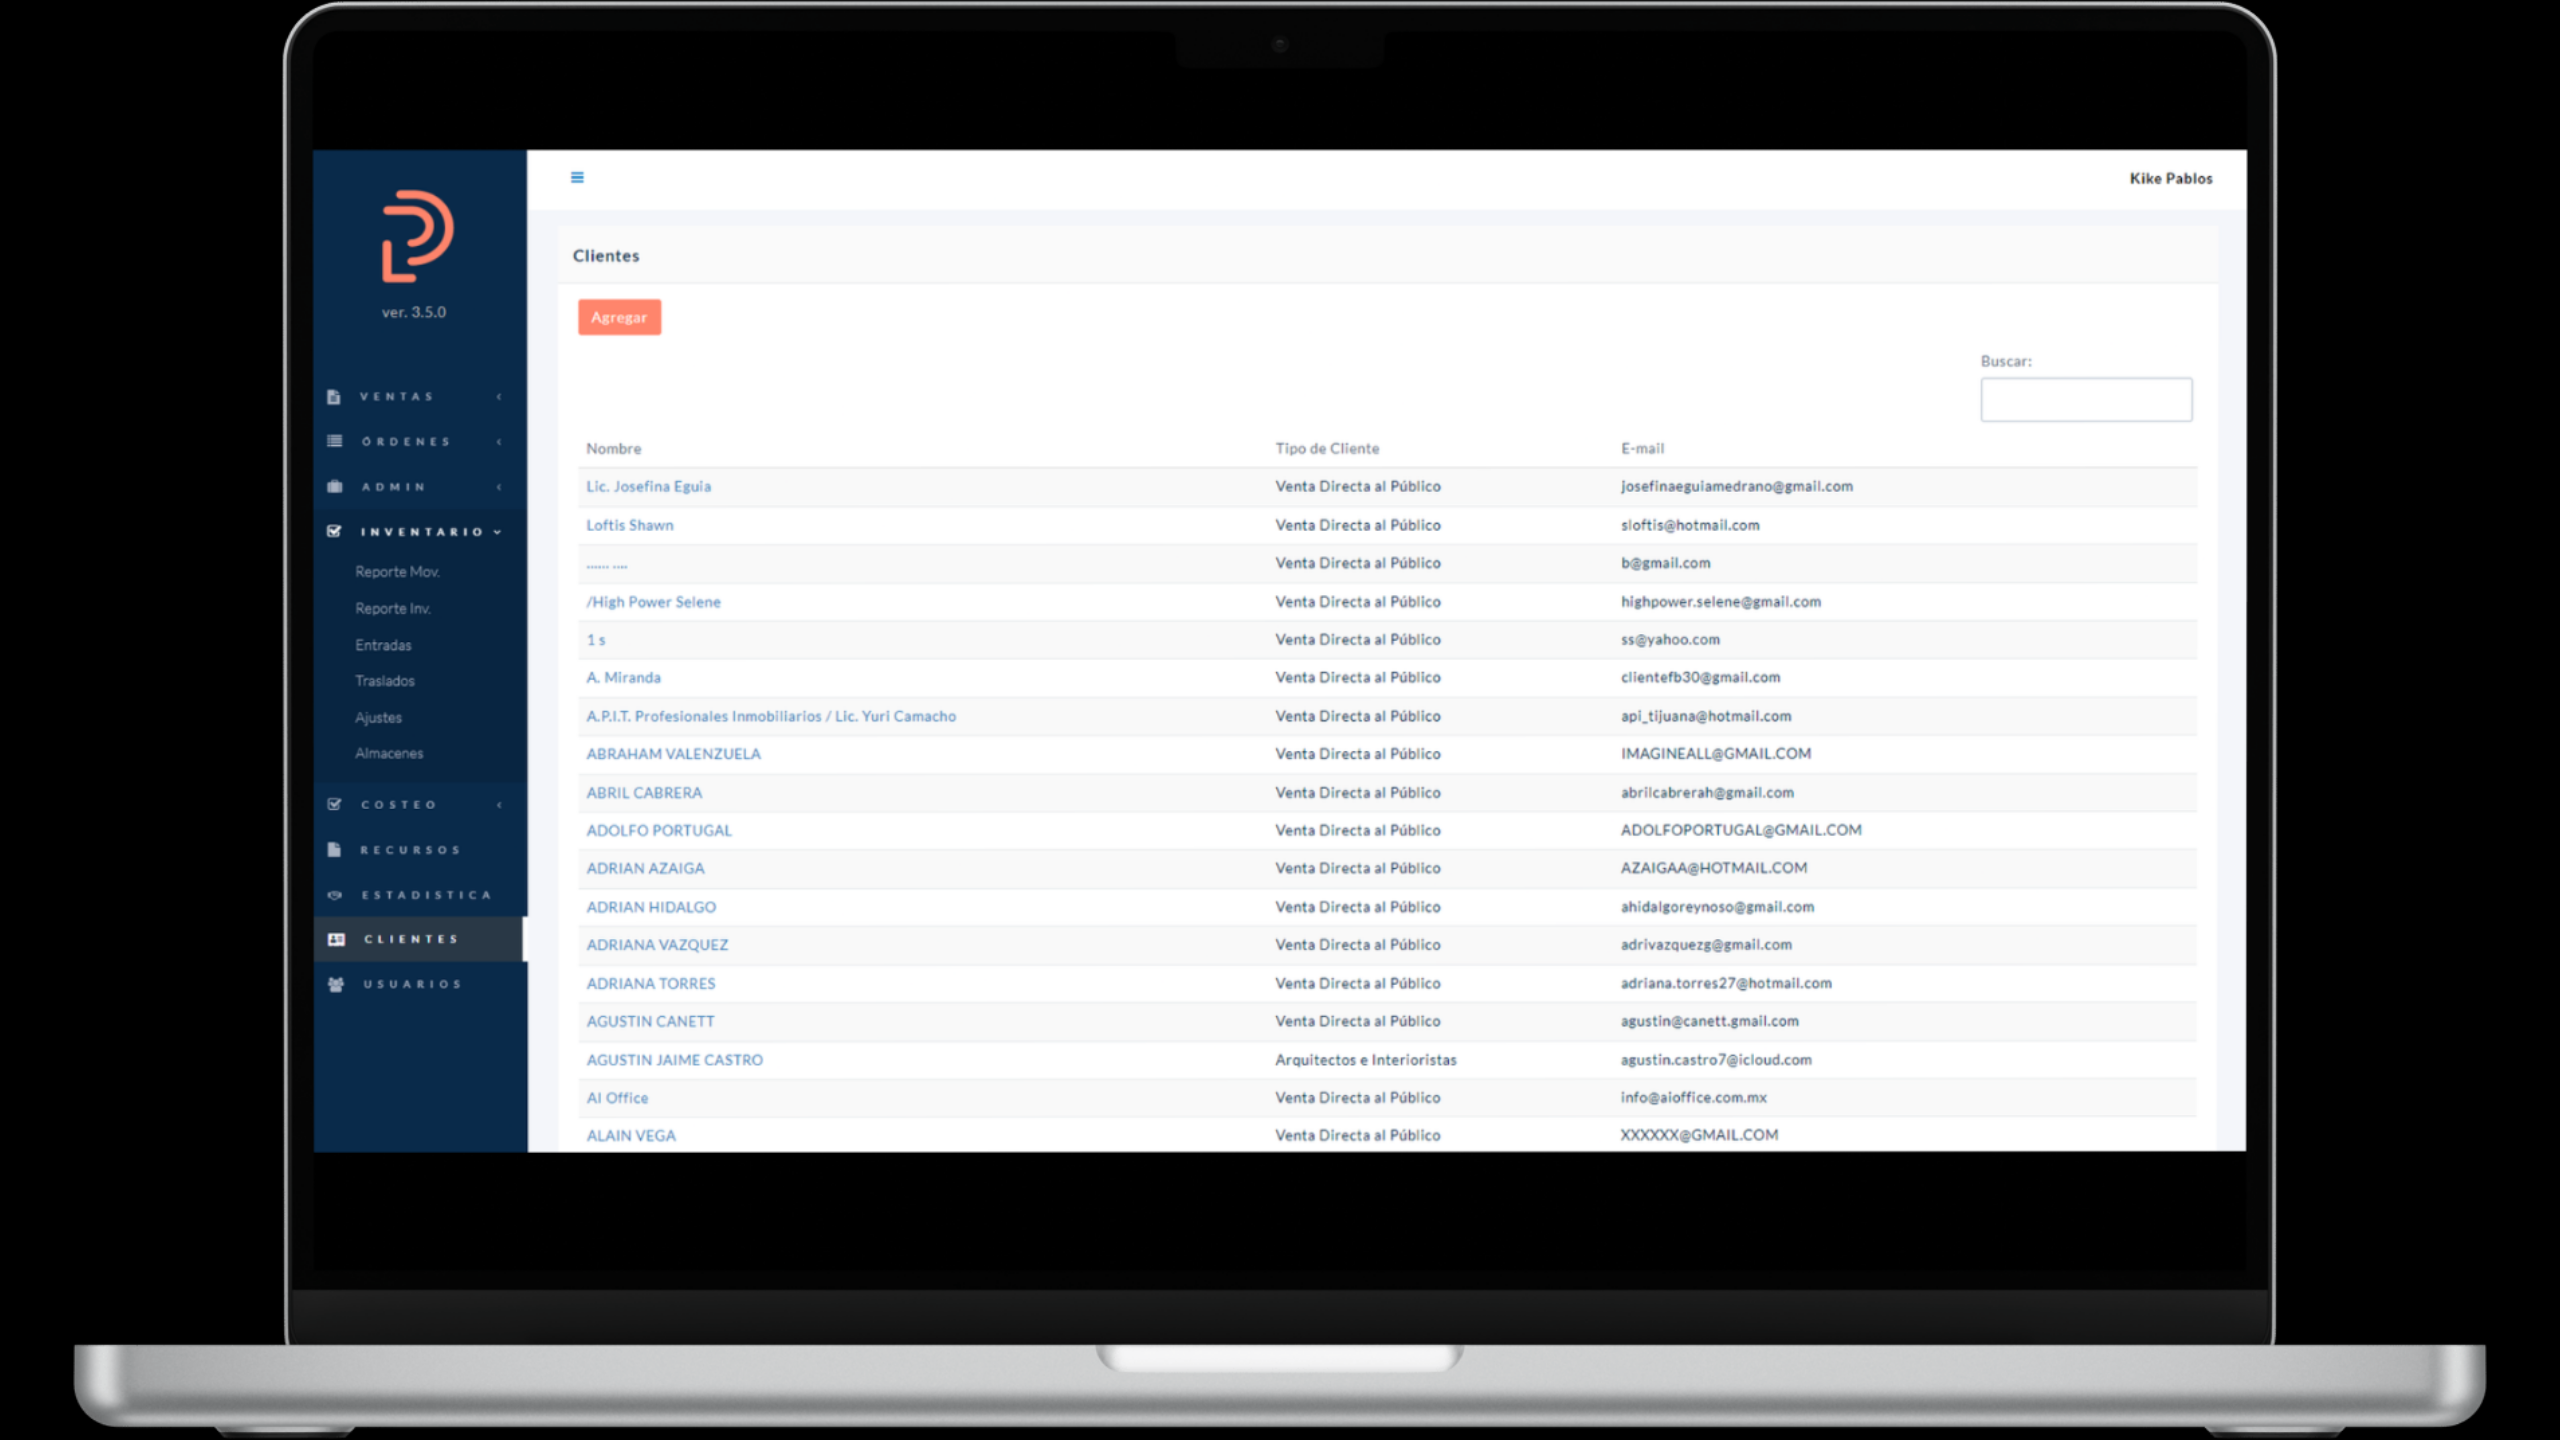 Kike Pablos
ver. 3.5.0
VENTAS
ÓRDENES
ADMIN
INVENTARIO
Reporte Mov.
Reporte Inv.
Entradas
Traslados
Ajustes
Almacenes
COSTEO
RECURSOS
ESTADISTICA
CLIENTES
USUARIOS
Clientes
Agregar
Buscar:
Nombre Tipo de Cliente E-mail
Lic. Josefina Eguia Venta Directa al Público josefinaeguiamedrano@gmail.com
Loftis Shawn Venta Directa al Público sloftis@hotmail.com
...... .... Venta Directa al Público b@gmail.com
/High Power Selene Venta Directa al Público highpower.selene@gmail.com
1 s Venta Directa al Público ss@yahoo.com
A. Miranda Venta Directa al Público clientefb30@gmail.com
A.P.I.T. Profesionales Inmobiliarios / Lic. Yuri Camacho Venta Directa al Público api_tijuana@hotmail.com
ABRAHAM VALENZUELA Venta Directa al Público IMAGINEALL@GMAIL.COM
ABRIL CABRERA Venta Directa al Público abrilcabrerah@gmail.com
ADOLFO PORTUGAL Venta Directa al Público ADOLFOPORTUGAL@GMAIL.COM
ADRIAN AZAIGA Venta Directa al Público AZAIGAA@HOTMAIL.COM
ADRIAN HIDALGO Venta Directa al Público ahidalgoreynoso@gmail.com
ADRIANA VAZQUEZ Venta Directa al Público adrivazquezg@gmail.com
ADRIANA TORRES Venta Directa al Público adriana.torres27@hotmail.com
AGUSTIN CANETT Venta Directa al Público agustin@canett.gmail.com
AGUSTIN JAIME CASTRO Arquitectos e Interioristas agustin.castro7@icloud.com
AI Office Venta Directa al Público info@aioffice.com.mx
ALAIN VEGA Venta Directa al Público XXXXXX@GMAIL.COM